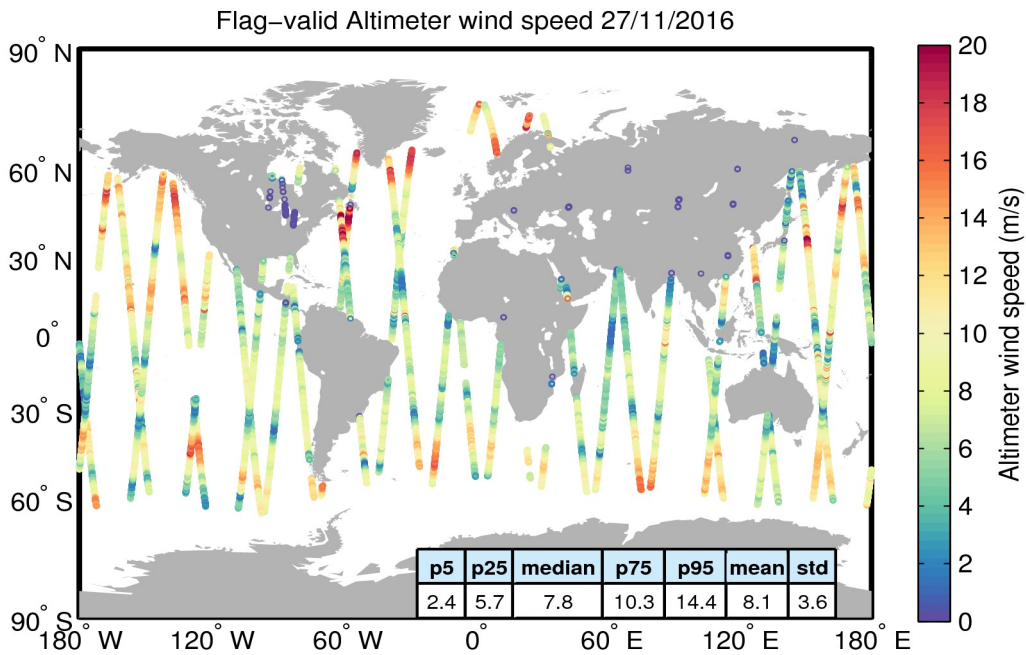 Flag−valid Altimeter wind speed 27/11/2016
90° N
60° N
30° N
0°
30° S
60° S
90° S
180° W
120° W
60° W
0°
60° E
120° E
180° E
p5 p25 median p75 p95 mean std
2.4 5.7 7.8 10.3 14.4 8.1 3.6
20
18
16
14
12
10
8
6
4
2
0
Altimeter wind speed (m/s)